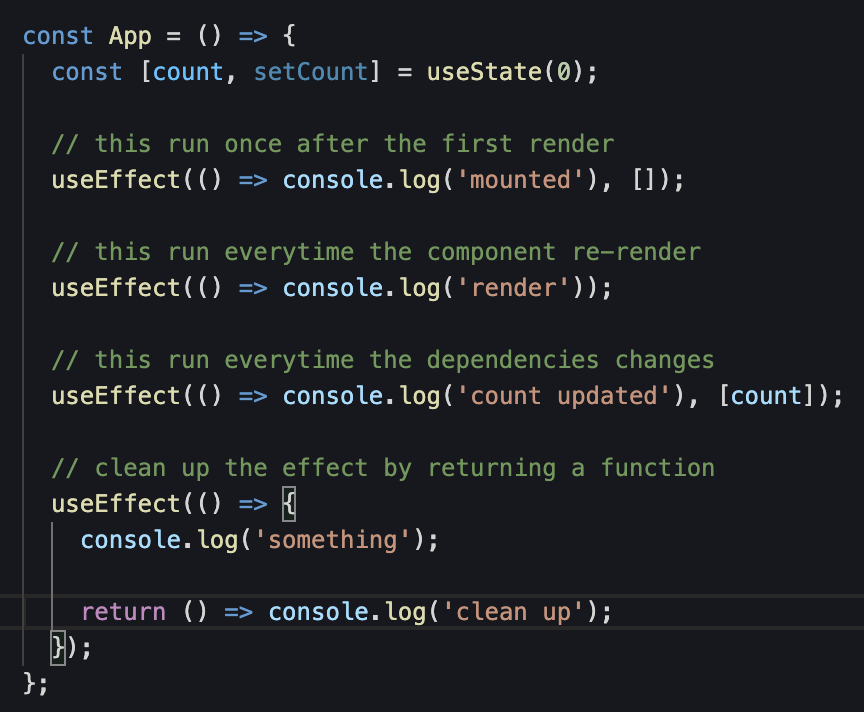 const App = () => {
const [count, setCount] = useState(0);
// this run once after the first render
useEffect(() => console.log('mounted'), []);
// this run everytime the component re-render
useEffect(() => console.log('render'));
// this run everytime the dependencies changes
useEffect(() => console.log('count updated'), [count]);
// clean up the effect by returning a function
useEffect(() => {
console.log('something');
return () => console.log('clean up');
});
};